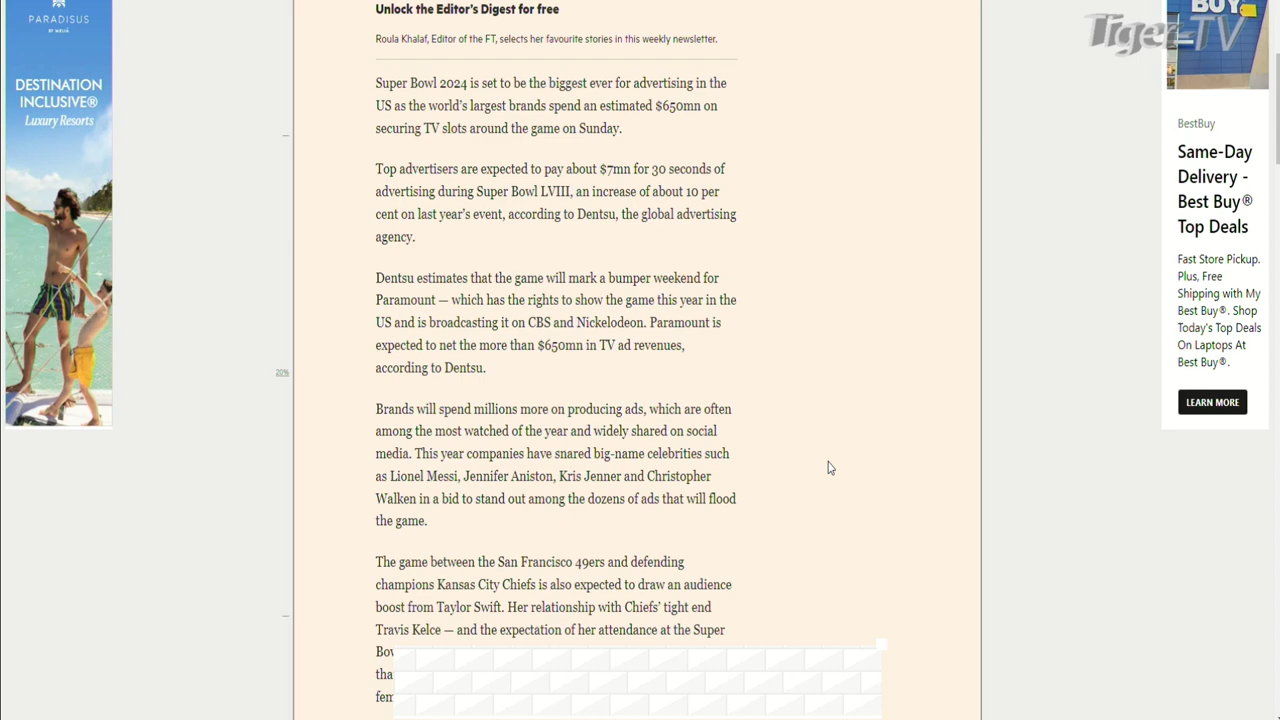 PARADISUS
BY MELIÁ
DESTINATION
INCLUSIVE®
Luxury Resorts
Unlock the Editor's Digest for free
Roula Khalaf, Editor of the FT, selects her favourite stories in this weekly newsletter.
Super Bowl 2024 is set to be the biggest ever for advertising in the
US as the world's largest brands spend an estimated $650mn on
securing TV slots around the game on Sunday.
Top advertisers are expected to pay about $7mn for 30 seconds of
advertising during Super Bowl LVIII, an increase of about 10 per
cent on last year's event, according to Dentsu, the global advertising
agency.
Dentsu estimates that the game will mark a bumper weekend for
Paramount — which has the rights to show the game this year in the
US and is broadcasting it on CBS and Nickelodeon. Paramount is
expected to net the more than $650mn in TV ad revenues,
according to Dentsu.
20%
Brands will spend millions more on producing ads, which are often
among the most watched of the year and widely shared on social
media. This year companies have snared big-name celebrities such
as Lionel Messi, Jennifer Aniston, Kris Jenner and Christopher
Walken in a bid to stand out among the dozens of ads that will flood
the game.
The game between the San Francisco 49ers and defending
champions Kansas City Chiefs is also expected to draw an audience
boost from Taylor Swift. Her relationship with Chiefs' tight end
Travis Kelce — and the expectation of her attendance at the Super
BUY
Tiger-TV
BestBuy
Same-Day
Delivery -
Best Buy®
Top Deals
Fast Store Pickup.
Plus, Free
Shipping with My
Best Buy®. Shop
Today's Top Deals
On Laptops At
Best Buy®.
LEARN MORE